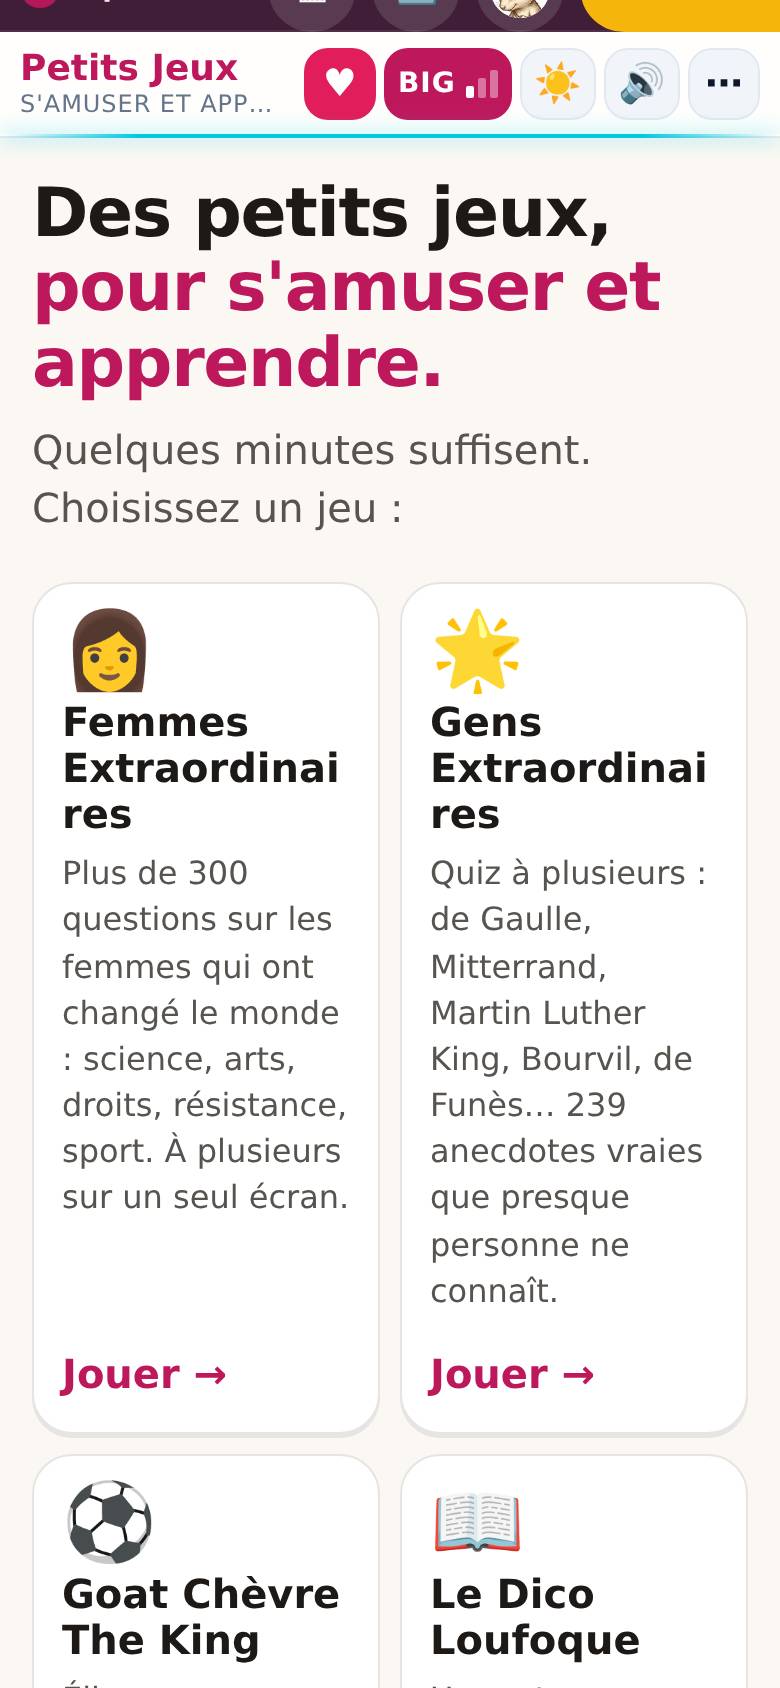 Petits Jeux
S'AMUSER ET APP...
BIG
Des petits jeux,
pour s'amuser et
apprendre.
Quelques minutes suffisent.
Choisissez un jeu :
Femmes
Extraordinai
res
Plus de 300
questions sur les
femmes qui ont
changé le monde
: science, arts,
droits, résistance,
sport. À plusieurs
sur un seul écran.
Jouer →
Gens
Extraordinai
res
Quiz à plusieurs :
de Gaulle,
Mitterrand,
Martin Luther
King, Bourvil, de
Funès... 239
anecdotes vraies
que presque
personne ne
connaît.
Jouer →
Goat Chèvre
The King
Le Dico
Loufoque